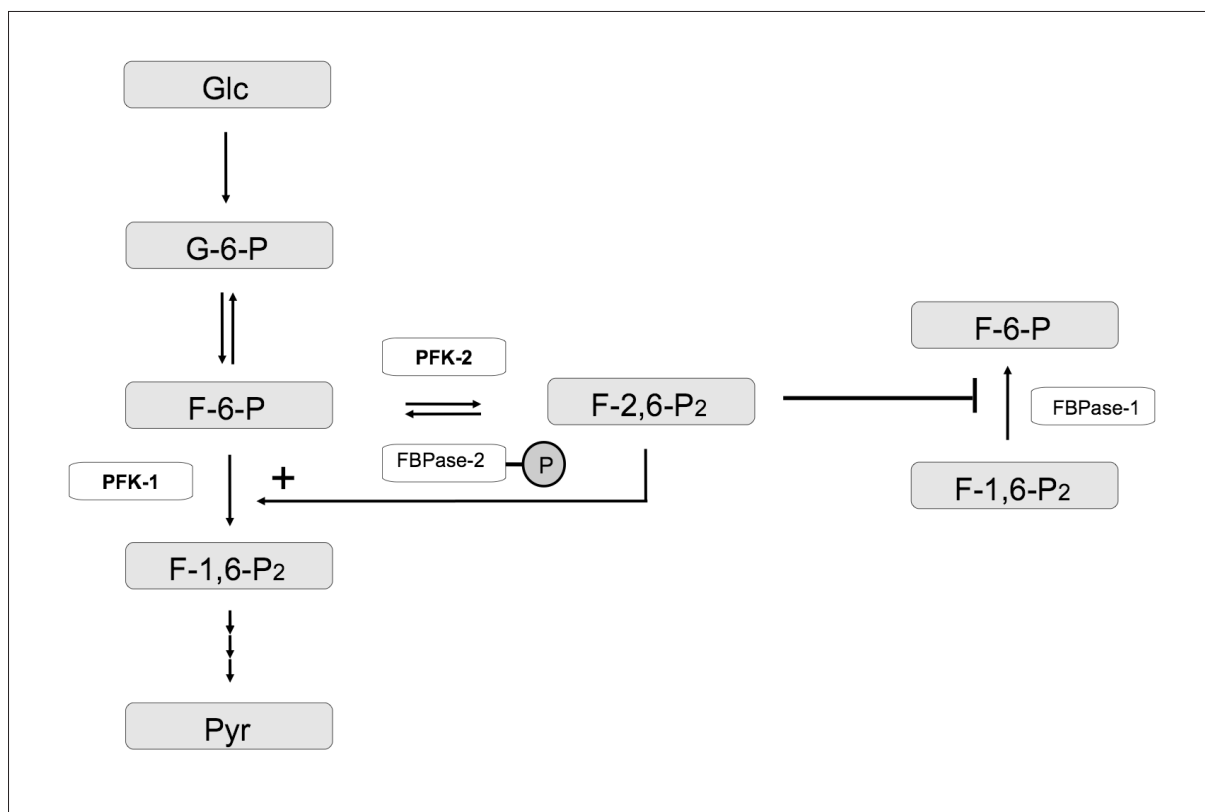 Glc
G-6-P
F-6-P
PFK-2
F-6-P
F-2,6-P2
FBPase-1
FBPase-2
P
PFK-1
+
F-1,6-P2
F-1,6-P2
Pyr